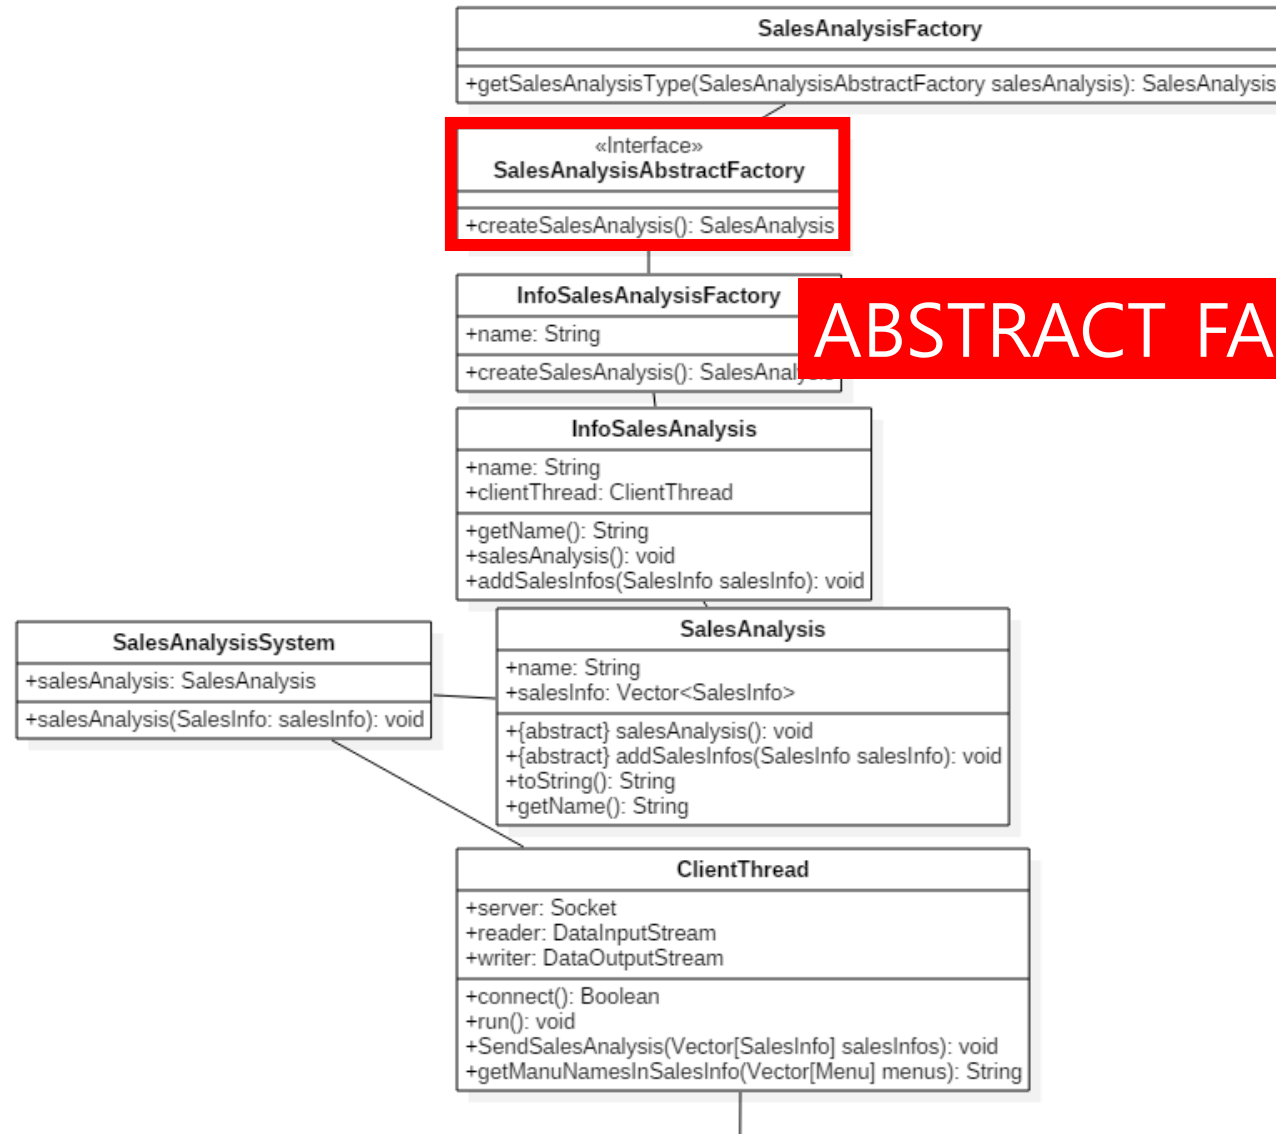 SalesAnalysisFactory
+getSalesAnalysisType(SalesAnalysisAbstractFactory salesAnalysis): SalesAnalysis
«Interface»
SalesAnalysisAbstractFactory
+createSalesAnalysis(): SalesAnalysis
InfoSalesAnalysisFactory
+name: String
+createSalesAnalysis(): SalesAnalysis
ABSTRACT FA
InfoSalesAnalysis
+name: String
+clientThread: ClientThread
+getName(): String
+salesAnalysis(): void
+addSalesInfos(SalesInfo salesInfo): void
SalesAnalysisSystem
+salesAnalysis: SalesAnalysis
+salesAnalysis(SalesInfo: salesInfo): void
SalesAnalysis
+name: String
+salesInfo: Vector<SalesInfo>
+{abstract} salesAnalysis(): void
+{abstract} addSalesInfos(SalesInfo salesInfo): void
+toString(): String
+getName(): String
ClientThread
+server: Socket
+reader: DataInputStream
+writer: DataOutputStream
+connect(): Boolean
+run(): void
+SendSalesAnalysis(Vector[SalesInfo] salesInfos): void
+getManuNamesInSalesInfo(Vector[Menu] menus): String